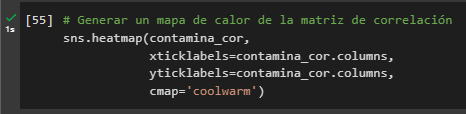 [55] # Generar un mapa de calor de la matriz de correlación
sns.heatmap(contamina_cor,
xticklabels=contamina_cor.columns,
yticklabels=contamina_cor.columns,
cmap='coolwarm')
1s